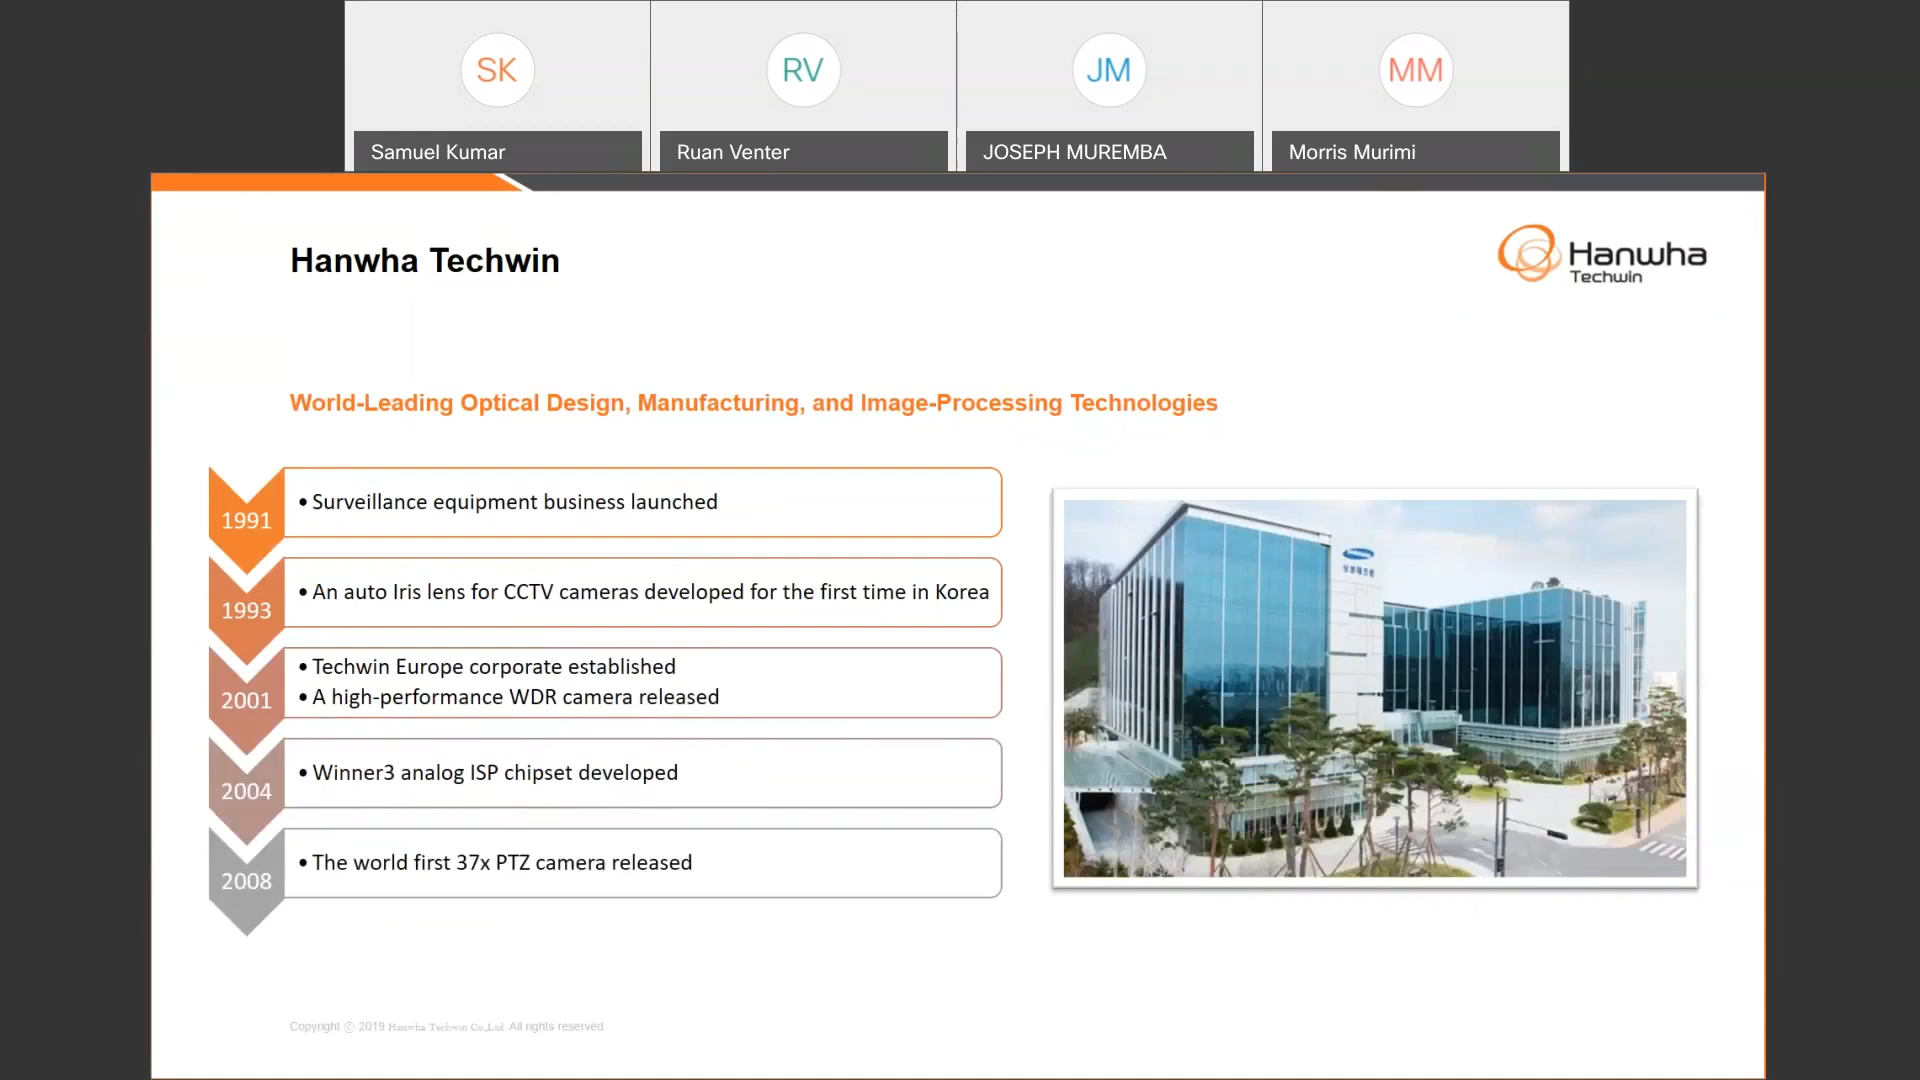 SK
RV
JM
MM
Samuel Kumar
Ruan Venter
JOSEPH MUREMBA
Morris Murimi
Hanwha Techwin
Hanwha
Techwin
World-Leading Optical Design, Manufacturing, and Image-Processing Technologies
1991
• Surveillance equipment business launched
1993
• An auto Iris lens for CCTV cameras developed for the first time in Korea
2001
• Techwin Europe corporate established
• A high-performance WDR camera released
2004
• Winner3 analog ISP chipset developed
2008
• The world first 37x PTZ camera released
Copyright ⓒ 2019 Hanwha Techwin Co.,Ltd. All rights reserved.